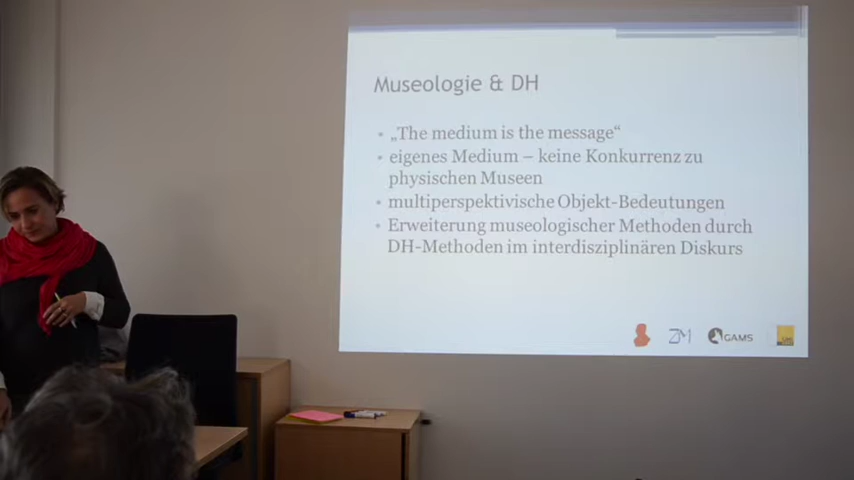 Museologie & DH
• „The medium is the message“
• eigenes Medium – keine Konkurrenz zu
physischen Museen
• multiperspektivische Objekt-Bedeutungen
• Erweiterung museologischer Methoden durch
DH-Methoden im interdisziplinären Diskurs
ZIM
GAMS